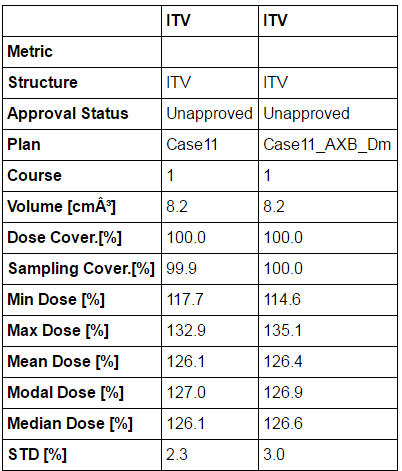 ITV ITV
Metric
Structure ITV ITV
Approval Status Unapproved Unapproved
Plan Case11 Case11_AXB_Dm
Course 1 1
Volume [cmÂ³] 8.2 8.2
Dose Cover.[%] 100.0 100.0
Sampling Cover.[%] 99.9 100.0
Min Dose [%] 117.7 114.6
Max Dose [%] 132.9 135.1
Mean Dose [%] 126.1 126.4
Modal Dose [%] 127.0 126.9
Median Dose [%] 126.1 126.6
STD [%] 2.3 3.0